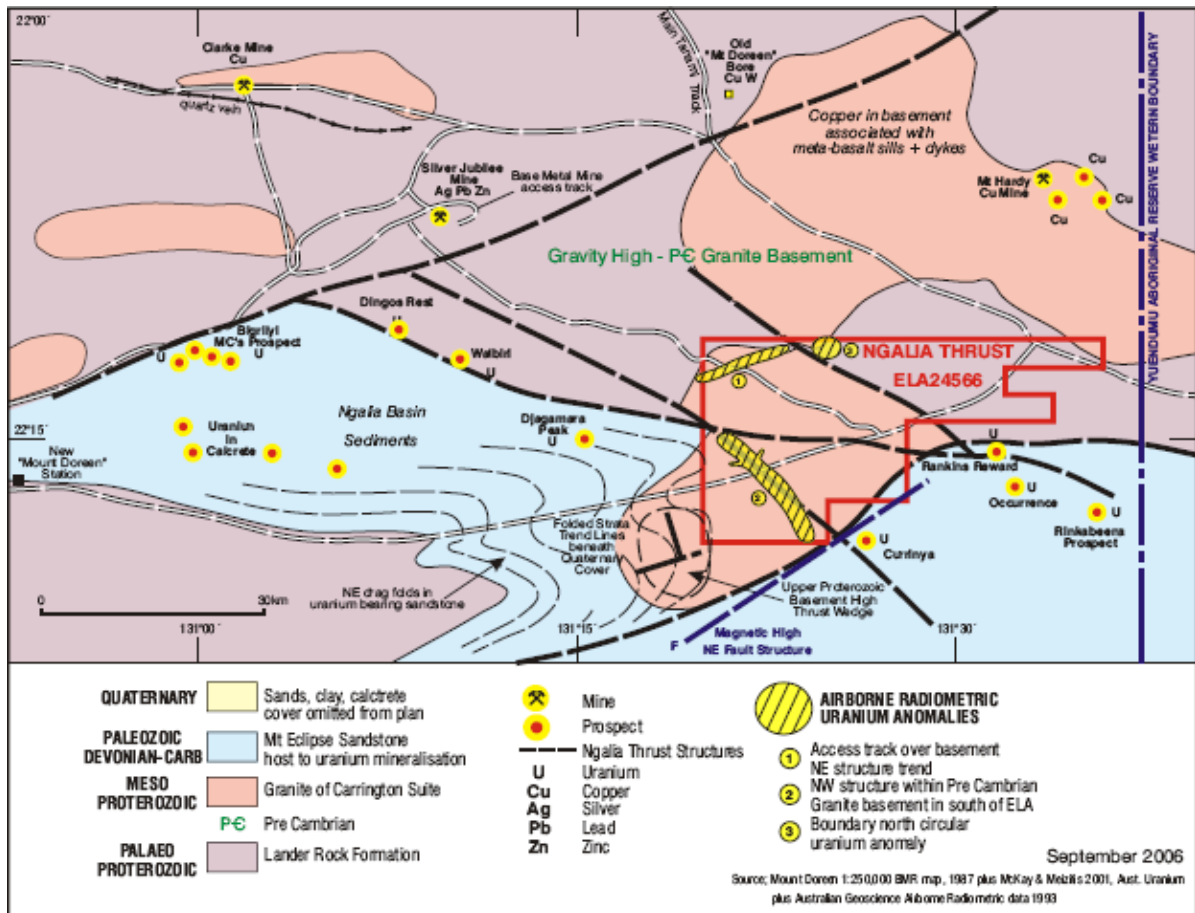 22°00'
Clarke Mine
Cu
quartz vein
Main Tanami Track
Old
"Mt Doreen"
Bore
Cu W
Copper in basement
associated with
meta-basalt sills + dykes
Silver Jubilee
Mine
Ag Pb Zn
Base Metal Mine
access track
Mt Hardy
Cu Mine
Cu
Cu
Cu
YUENDUMU ABORIGINAL RESERVE WETERN BOUNDARY
Gravity High - P€ Granite Basement
Dingos Rest
U
Bigrilyi
MC's Prospect
U
U
Walbiri
U
NGALIA THRUST
ELA24566
1
3
2
Ngalia Basin
Sediments
Djagamara
Peak
U
22°15'
Uraniun
in
Calcrete
New
"Mount Doreen"
Station
U
Rankins Reward
U
Occurrence
U
Rinkabeena
Prospect
U
Currinya
Folded Strata
Trend Lines
beneath
Quaternary
Cover
NE drag folds in
uranium bearing sandstone
Upper Proterozoic
Basement High
Thrust Wedge
0
30km
131°00'
131°15'
131°30'
F
Magnetic High
NE Fault Structure
QUATERNARY
Sands, clay, calctrete
cover omitted from plan
PALEOZOIC
DEVONIAN-CARB
Mt Eclipse Sandstone
host to uranium mineralisation
MESO
PROTEROZOIC
Granite of Carrington Suite
P€
Pre Cambrian
PALAEO
PROTEROZOIC
Lander Rock Formation
Mine
Prospect
Ngalia Thrust Structures
U Uranium
Cu Copper
Ag Silver
Pb Lead
Zn Zinc
AIRBORNE RADIOMETRIC
URANIUM ANOMALIES
1 Access track over basement
NE structure trend
2 NW structure within Pre Cambrian
Granite basement in south of ELA
3 Boundary north circular
uranium anomaly
September 2006
Source; Mount Doreen 1:250,000 BMR map, 1987 plus McKay & Meizitis 2001, Aust. Uranium
plus Australian Geoscience Airborne Radiometric data 1993